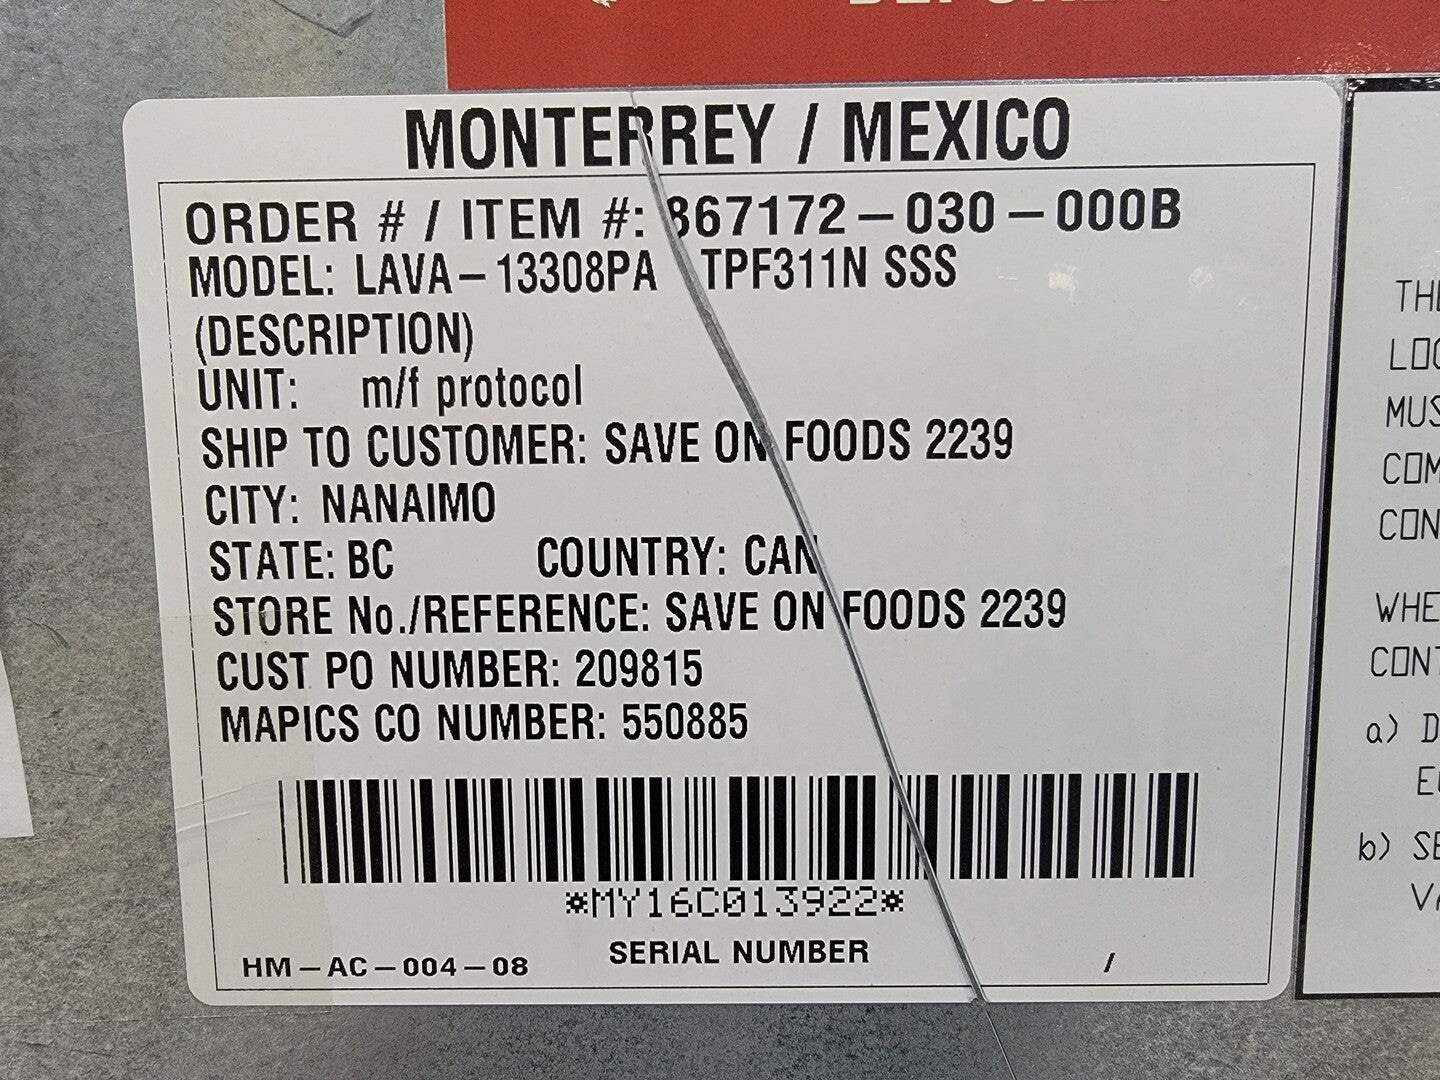 MONTERREY / MEXICO
ORDER # / ITEM #: 867172-030-000B
MODEL: LAVA-13308PA TPF311N SSS
(DESCRIPTION)
UNIT: m/f protocol
SHIP TO CUSTOMER: SAVE ON FOODS 2239
CITY: NANAIMO
STATE: BC COUNTRY: CAN
STORE No./REFERENCE: SAVE ON FOODS 2239
CUST PO NUMBER: 209815
MAPICS CO NUMBER: 550885
*MY16C013922*
SERIAL NUMBER
HM-AC-004-08 /
a)
b)